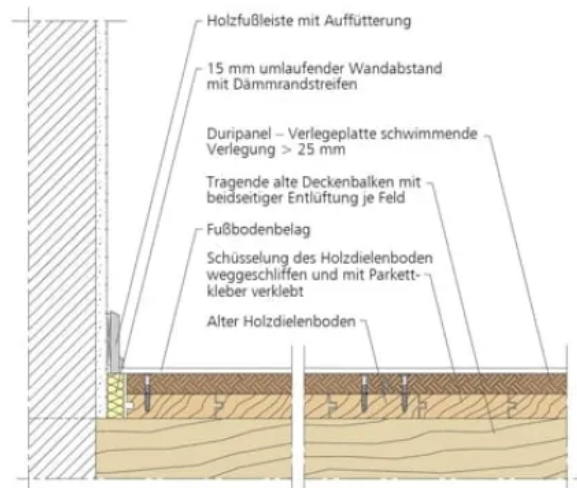 Holzfußleiste mit Auffütterung
15 mm umlaufender Wandabstand
mit Dämmrandstreifen
Duripanel – Verlegeplatte schwimmende
Verlegung > 25 mm
Tragende alte Deckenbalken mit
beidseitiger Entlüftung je Feld
Fußbodenbelag
Schüsselung des Holzdielenboden
weggeschliffen und mit Parkett-
kleber verklebt
Alter Holzdielenboden